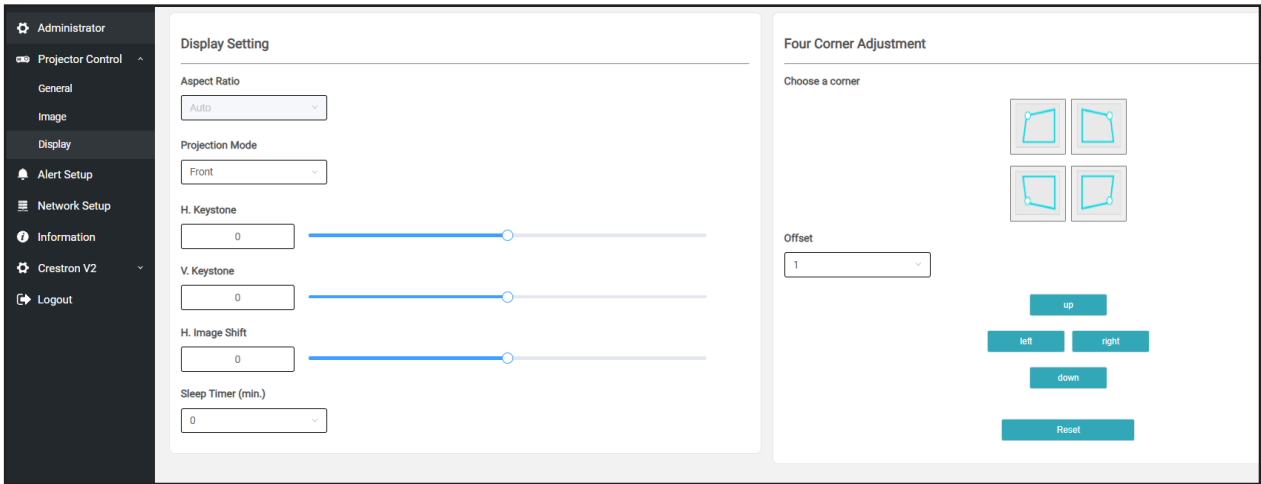 Administrator
Projector Control
General
Image
Display
Alert Setup
Network Setup
Information
Crestron V2
Logout
Display Setting
Aspect Ratio
Auto
Projection Mode
Front
H. Keystone
0
V. Keystone
0
H. Image Shift
0
Sleep Timer (min.)
0
Four Corner Adjustment
Choose a corner
Offset
1
up
left right
down
Reset